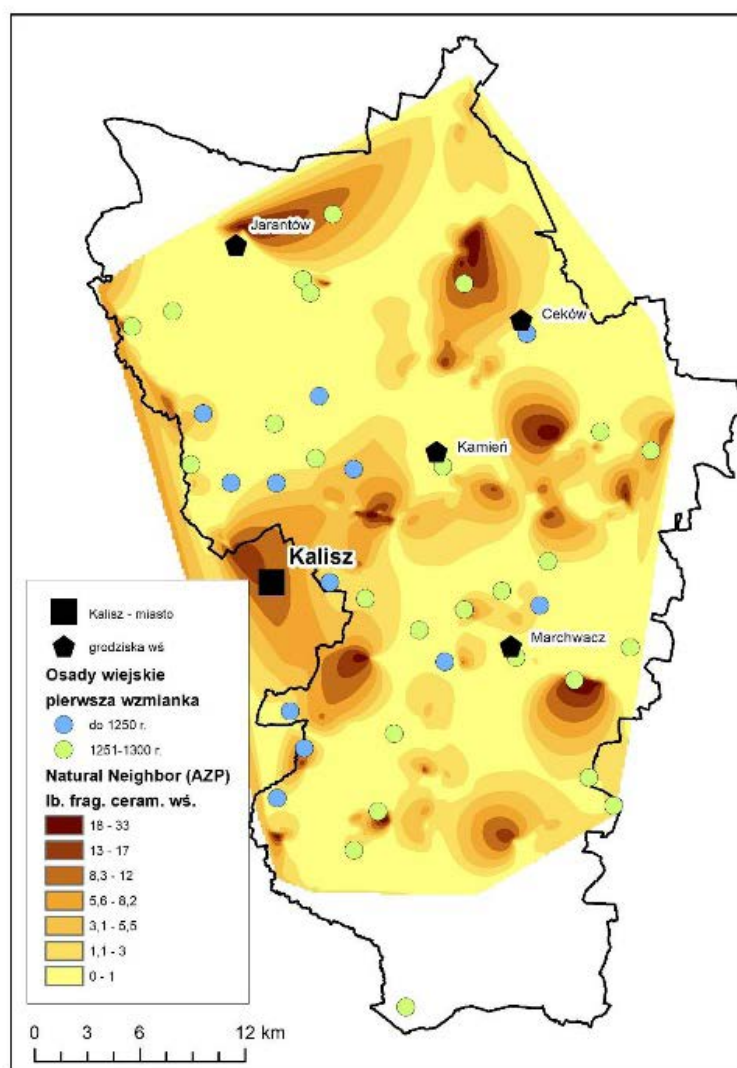 Jarantów
Ceków
Kamień
Kalisz
Marchwacz
Kalisz - miasto
grodziska wś
Osady wiejskie
pierwsza wzmianka
do 1250 r.
1251-1300 r.
Natural Neighbor (AZP)
lb. frag. ceram. wś.
18 - 33
13 - 17
8,3 - 12
5,6 - 8,2
3,1 - 5,5
1,1 - 3
0 - 1
0 3 6 12 km